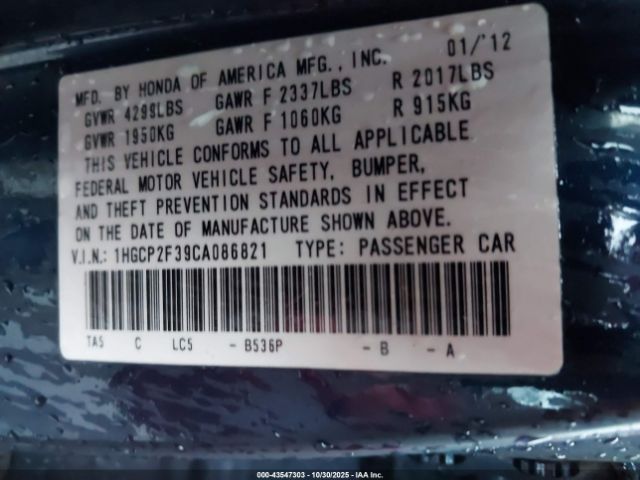 MFD. BY HONDA OF AMERICA MFG., INC. 01/'12
GVWR 4299LBS GAWR F 2337LBS R 2017LBS
GVWR 1950KG GAWR F 1060KG R 915KG
THIS VEHICLE CONFORMS TO ALL APPLICABLE
FEDERAL MOTOR VEHICLE SAFETY, BUMPER,
AND THEFT PREVENTION STANDARDS IN EFFECT
ON THE DATE OF MANUFACTURE SHOWN ABOVE.
V.I.N.: 1HGCP2F39CA086821 TYPE: PASSENGER CAR
TA5 C LC5 - B536P - B - A
000-43547303 - 10/30/2025 - IAA Inc.